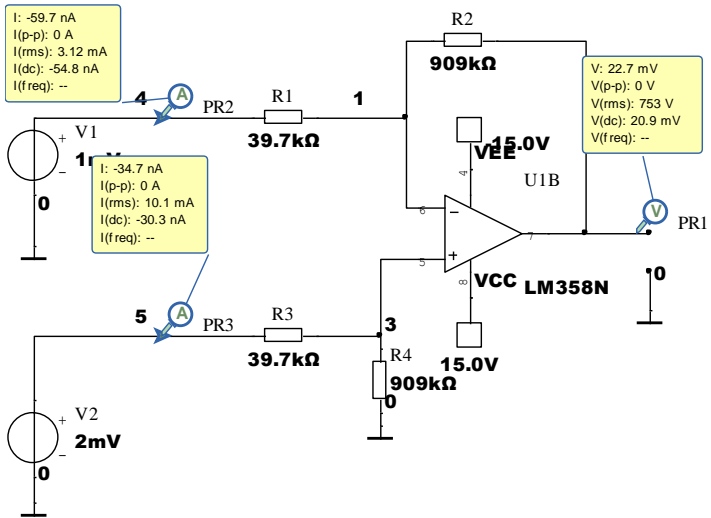 I: -59.7 nA
I(p-p): 0 A
I(rms): 3.12 mA
I(dc): -54.8 nA
I(freq): --
A
4
PR2
R1
39.7kΩ
1
R2
909kΩ
V: 22.7 mV
V(p-p): 0 V
V(rms): 753 V
V(dc): 20.9 mV
V(freq): --
V
PR1
0
V1
+
−
0
I: -34.7 nA
I(p-p): 0 A
I(rms): 10.1 mA
I(dc): -30.3 nA
I(freq): --
A
5
PR3
R3
39.7kΩ
3
R4
909kΩ
0
-15.0V
VEE
4
U1B
6
−
+
5
7
8
VCC
LM358N
15.0V
V2
+
2mV
−
0